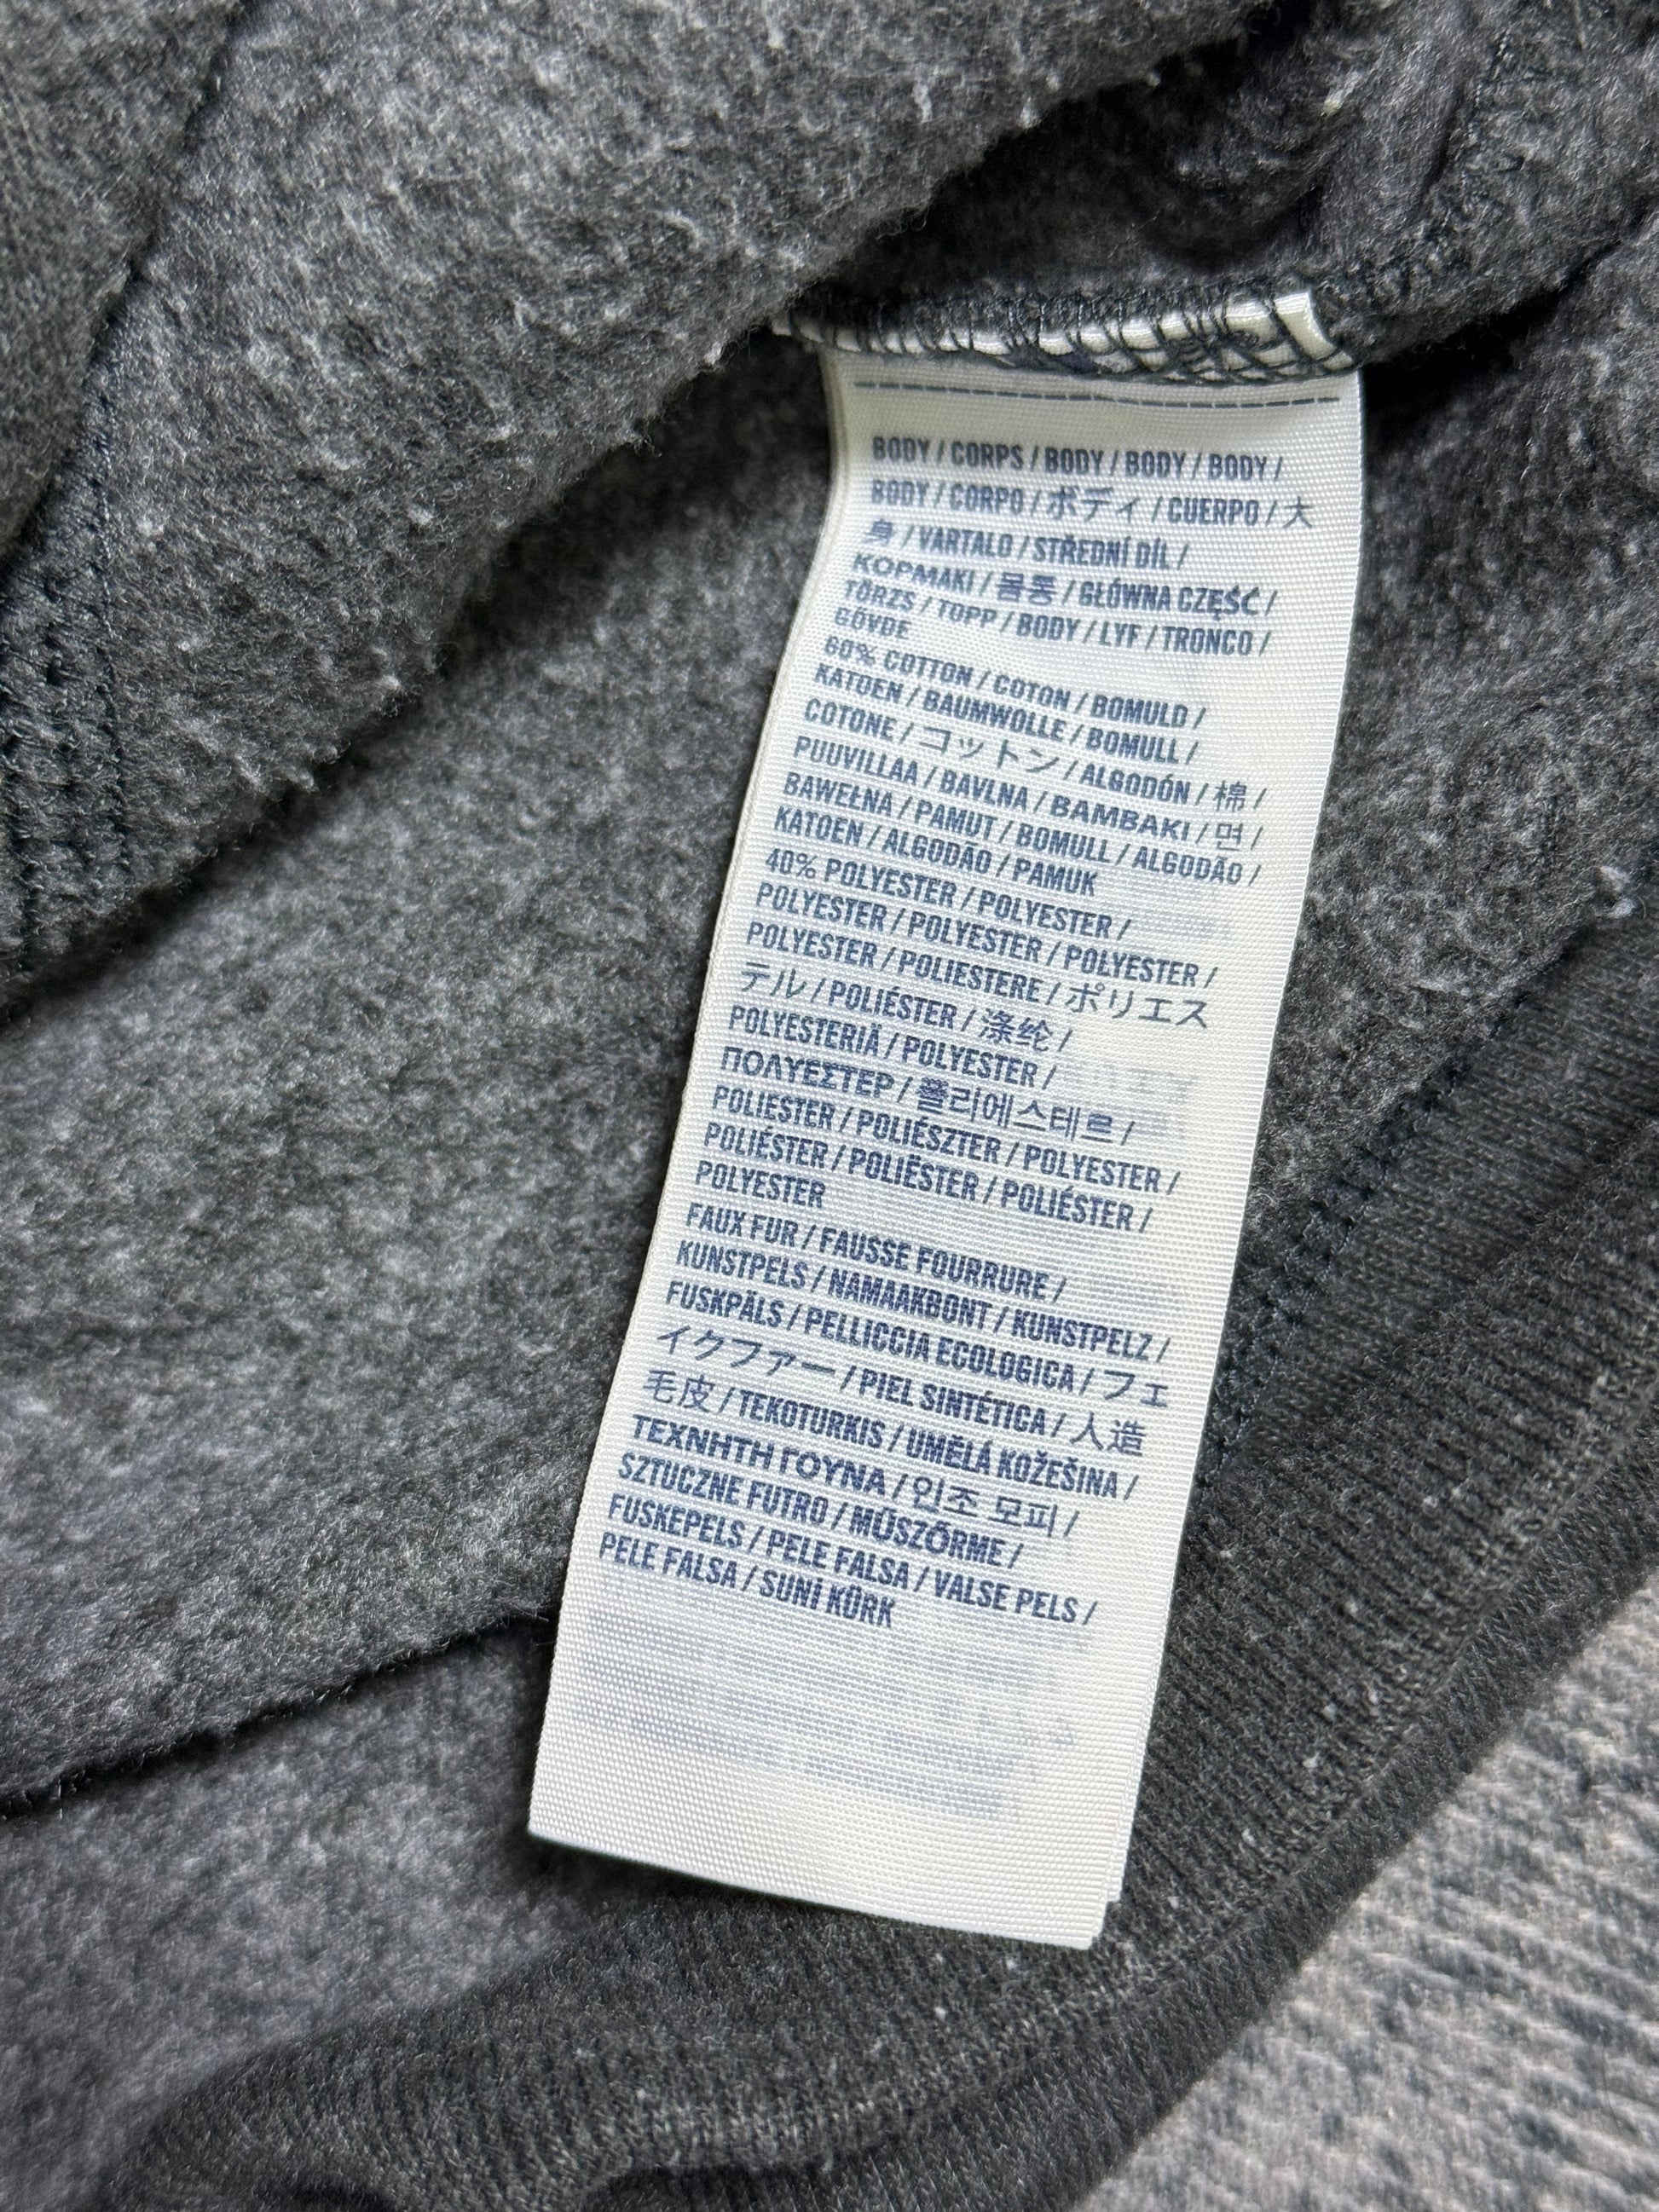 BODY / CORPS / BODY / BODY / BODY /
BODY / CORPO / ボディ / CUERPO / 大
身 / VARTALO / STŘEDNÍ DÍL /
ΚΟΡΜΑΚΙ / 몸통 / GŁÓWNA CZĘŚĆ /
TÖRZS / TOPP / BODY / LYF / TRONCO /
GÖVDE
60% COTTON / COTON / BOMULD /
KATOEN / BAUMWOLLE / BOMULL /
COTONE / コットン / ALGODÓN / 棉 /
PUUVILLAA / BAVLNA / ΒΑΜΒΑΚΙ / 면 /
BAWEŁNA / PAMUT / BOMULL / ALGODÃO /
KATOEN / ALGODÃO / PAMUK
40% POLYESTER / POLYESTER /
POLYESTER / POLYESTER / POLYESTER /
POLYESTER / POLIESTERE / ポリエス
テル / POLIÉSTER / 涤纶 /
POLYESTERIÄ / POLYESTER /
ΠΟΛΥΕΣΤΕΡ / 폴리에스테르 /
POLIESTER / POLIÉSZTER / POLYESTER /
POLIÉSTER / POLIËSTER / POLIÉSTER /
POLYESTER
FAUX FUR / FAUSSE FOURRURE /
KUNSTPELS / NAMAAKBONT / KUNSTPELZ /
FUSKPÄLS / PELLICCIA ECOLOGICA / フェ
イクファー / PIEL SINTÉTICA / 人造
毛皮 / TEKOTURKIS / UMĚLÁ KOŽEŠINA /
ΤΕΧΝΗΤΗ ΓΟΥΝΑ / 인조 모피 /
SZTUCZNE FUTRO / MŰSZŐRME /
FUSKEPELS / PELE FALSA / VALSE PELS /
PELE FALSA / SUNİ KÜRK